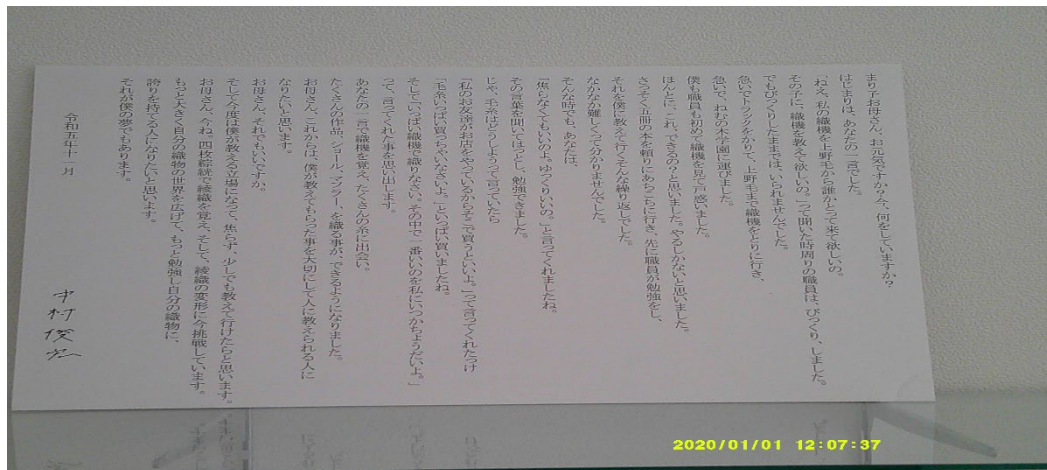 まり子お母さん、お元気ですか？今、何をしていますか？
はじまりは、あなたの一言でした。
「ねえ、私の織機を上野毛から誰かとって来て欲しいの。
その子に、織機を教えて欲しいの。」って聞いた時周りの職員は、びっくり、しました。
でもびっくりしたままでは、いられませんでした。
急いでトラックをかりて、上野毛まで織機をとりに行き、
急いで、ねむの木学園に運びました。
僕も職員も初めて織機を見て戸惑いました。
ほんとに、これ、できるの？と思いました。やるしかないと思いました。
さっそく五冊の本を頼りにあちこちに行き、先に職員が勉強をし、
それを僕に教えて行くそんな繰り返しでした。
なかなか難しくって分かりませんでした。
そんな時でも、あなたは、
「焦らなくてもいいのよ。ゆっくりいいの。」と言ってくれましたね。
その言葉を聞いてほっとし、勉強できました。
じゃ、毛糸はどうしようって言っていたら
「私のお友達がお店をやっているからそこで買うといいよ。」って言ってくれたっけ
「毛糸いっぱい買っちゃいなさいよ。」といっぱい買いましたね。
そして「いっぱい織機で織りなさい。その中で一番いいのを私にいつかちょうだいよ。」
って、言ってくれた事を思い出します。
あなたの一言で織機を覚え、たくさんの糸に出会い、
たくさんの作品、ショール、マフラー、を織る事が、できるようになりました。
お母さん、これからは、僕が教えてもらった事を大切にして人に教えられる人に
なりたいと思います。
お母さん、それでもいいですか。
そして今度は僕が教える立場になって、焦らず、少しでも教えて行けたらと思います。
お母さん、今ね。四枚綜絖で綾織を覚え、そして、綾織の変形に今挑戦しています。
もっと大きく自分の織物の世界を広げて、もっと勉強し自分の織物に、
誇りを持てる人になりたいと思います。
それが僕の夢でもあります。
令和五年十一月
中村俊宏
2020/01/01 12:07:37